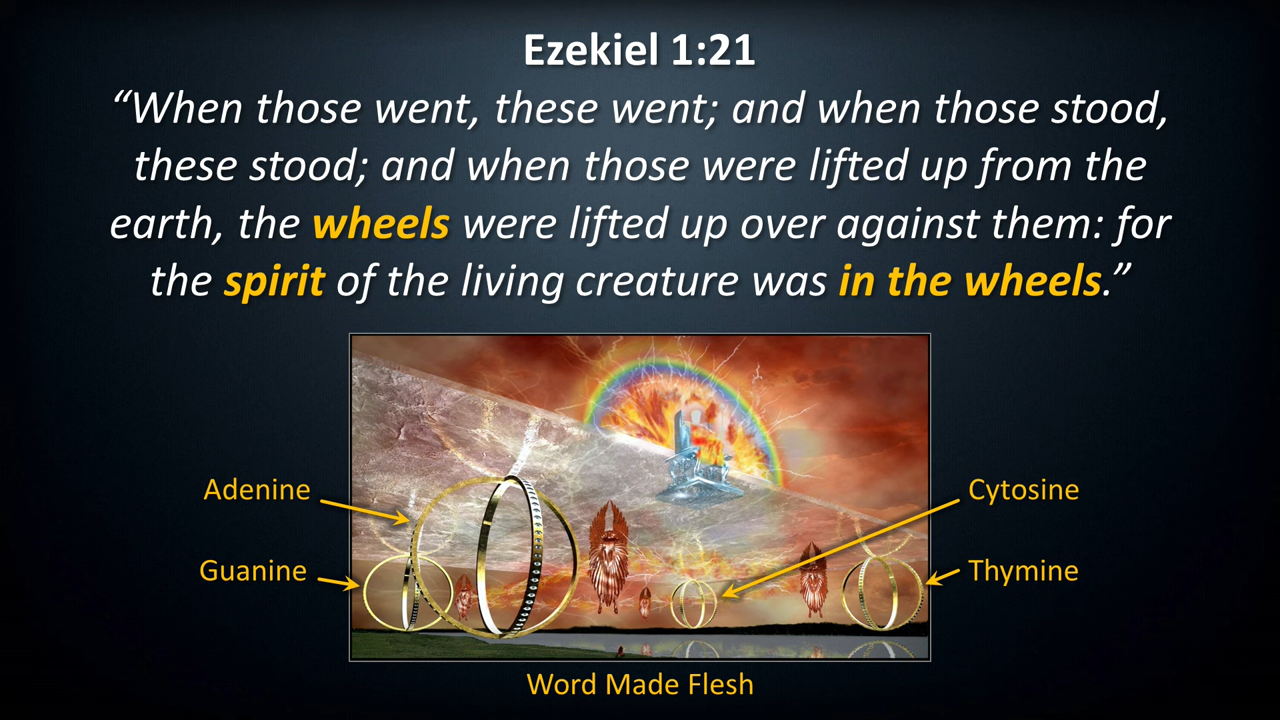 Ezekiel 1:21
“When those went, these went; and when those stood,
these stood; and when those were lifted up from the
earth, the wheels were lifted up over against them: for
the spirit of the living creature was in the wheels.”
Adenine
Cytosine
Guanine
Thymine
Word Made Flesh